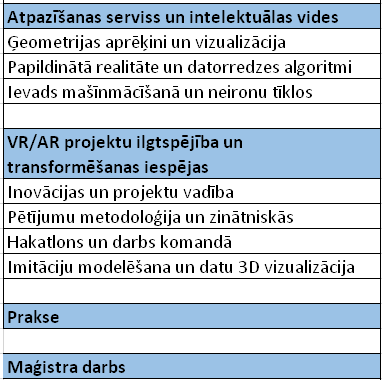 Atpazīšanas serviss un intelektuālas vides
Ģeometrijas aprēķini un vizualizācija
Papildinātā realitāte un datorredzes algoritmi
Ievads mašīnmācīšanā un neironu tīklos
VR/AR projektu ilgtspējība un
transformēšanas iespējas
Inovācijas un projektu vadība
Pētījumu metodoloģija un zinātniskās
Hakatlons un darbs komandā
Imitāciju modelēšana un datu 3D vizualizācija
Prakse
Maģistra darbs